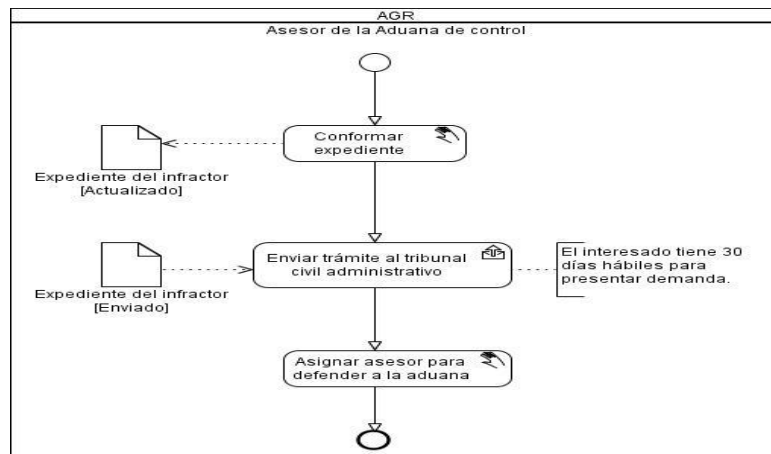 AGR
Asesor de la Aduana de control
Conformar
expediente
Expediente del infractor
[Actualizado]
Enviar trámite al tribunal
civil administrativo
El interesado tiene 30
días hábiles para
presentar demanda.
Expediente del infractor
[Enviado]
Asignar asesor para
defender a la aduana